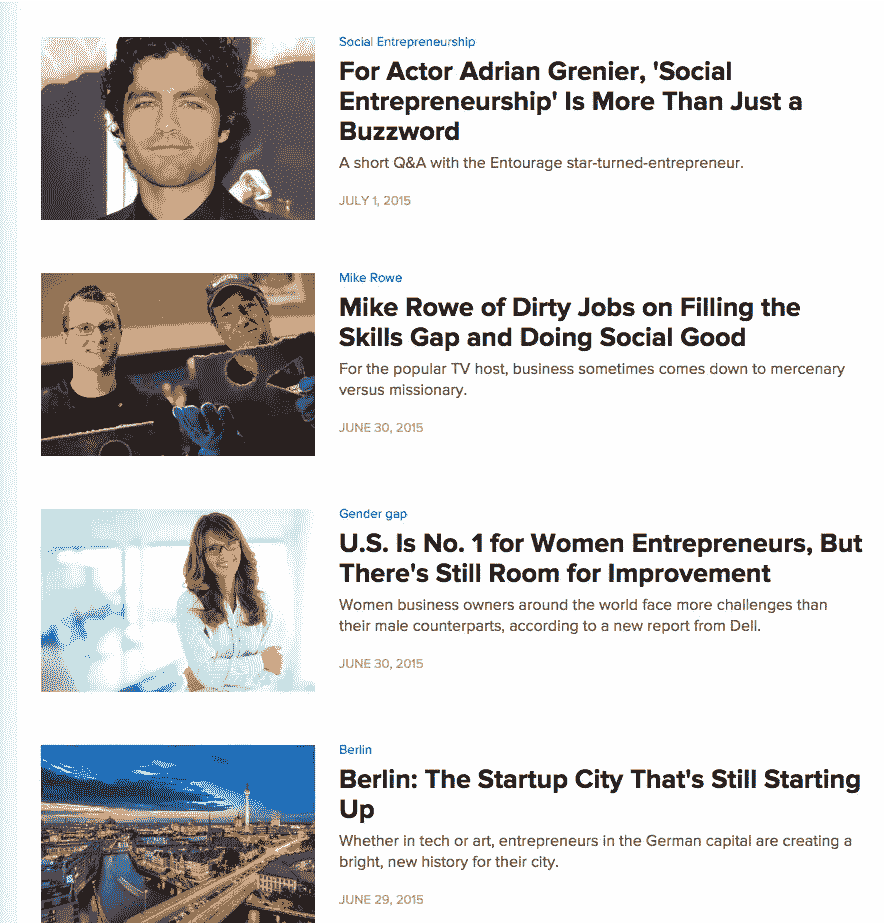 Social Entrepreneurship
For Actor Adrian Grenier, 'Social
Entrepreneurship' Is More Than Just a
Buzzword
A short Q&A with the Entourage star-turned-entrepreneur.
JULY 1, 2015
Mike Rowe
Mike Rowe of Dirty Jobs on Filling the
Skills Gap and Doing Social Good
For the popular TV host, business sometimes comes down to mercenary
versus missionary.
JUNE 30, 2015
Gender gap
U.S. Is No. 1 for Women Entrepreneurs, But
There's Still Room for Improvement
Women business owners around the world face more challenges than
their male counterparts, according to a new report from Dell.
JUNE 30, 2015
Berlin
Berlin: The Startup City That's Still Starting
Up
Whether in tech or art, entrepreneurs in the German capital are creating a
bright, new history for their city.
JUNE 29, 2015